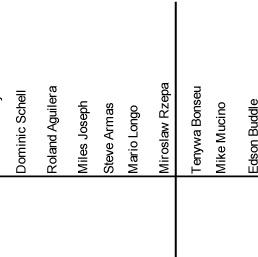 Dominic Schell
Roland Aguilera
Miles Joseph
Steve Armas
Mario Longo
Miroslaw Rzepa
Tenywa Bonseu
Mike Mucino
Edson Buddle